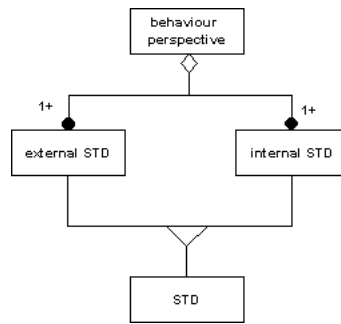 behaviour
perspective
1+
1+
external STD
internal STD
STD